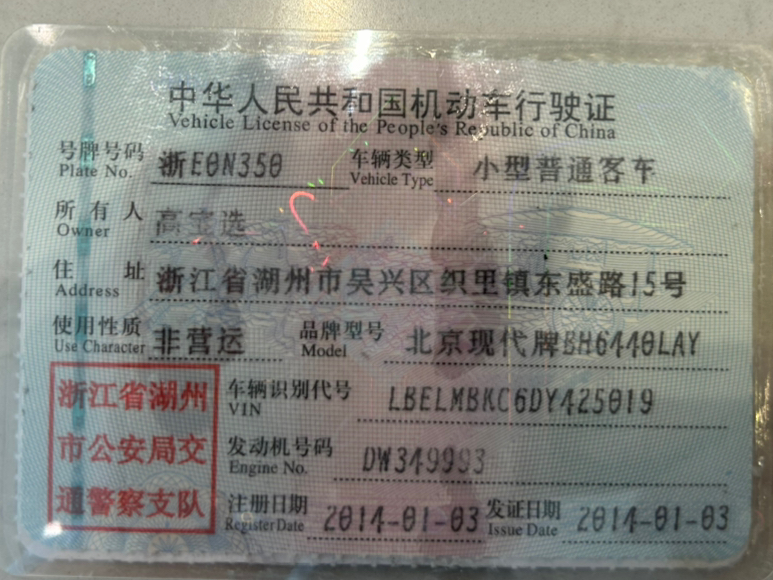 中华人民共和国机动车行驶证
Vehicle License of the People's Republic of China
号牌号码 浙E0N350 车辆类型 小型普通客车
Plate No. Vehicle Type
所有人 高宝选
Owner
住址 浙江省湖州市吴兴区织里镇东盛路15号
Address
使用性质 非营运 品牌型号 北京现代牌BH6440LAY
Use Character Model
浙江省湖州
市公安局交
通警察支队
车辆识别代号 LBELMBKC6DY425019
VIN
发动机号码 DW349993
Engine No.
注册日期 2014-01-03 发证日期 2014-01-03
Register Date Issue Date